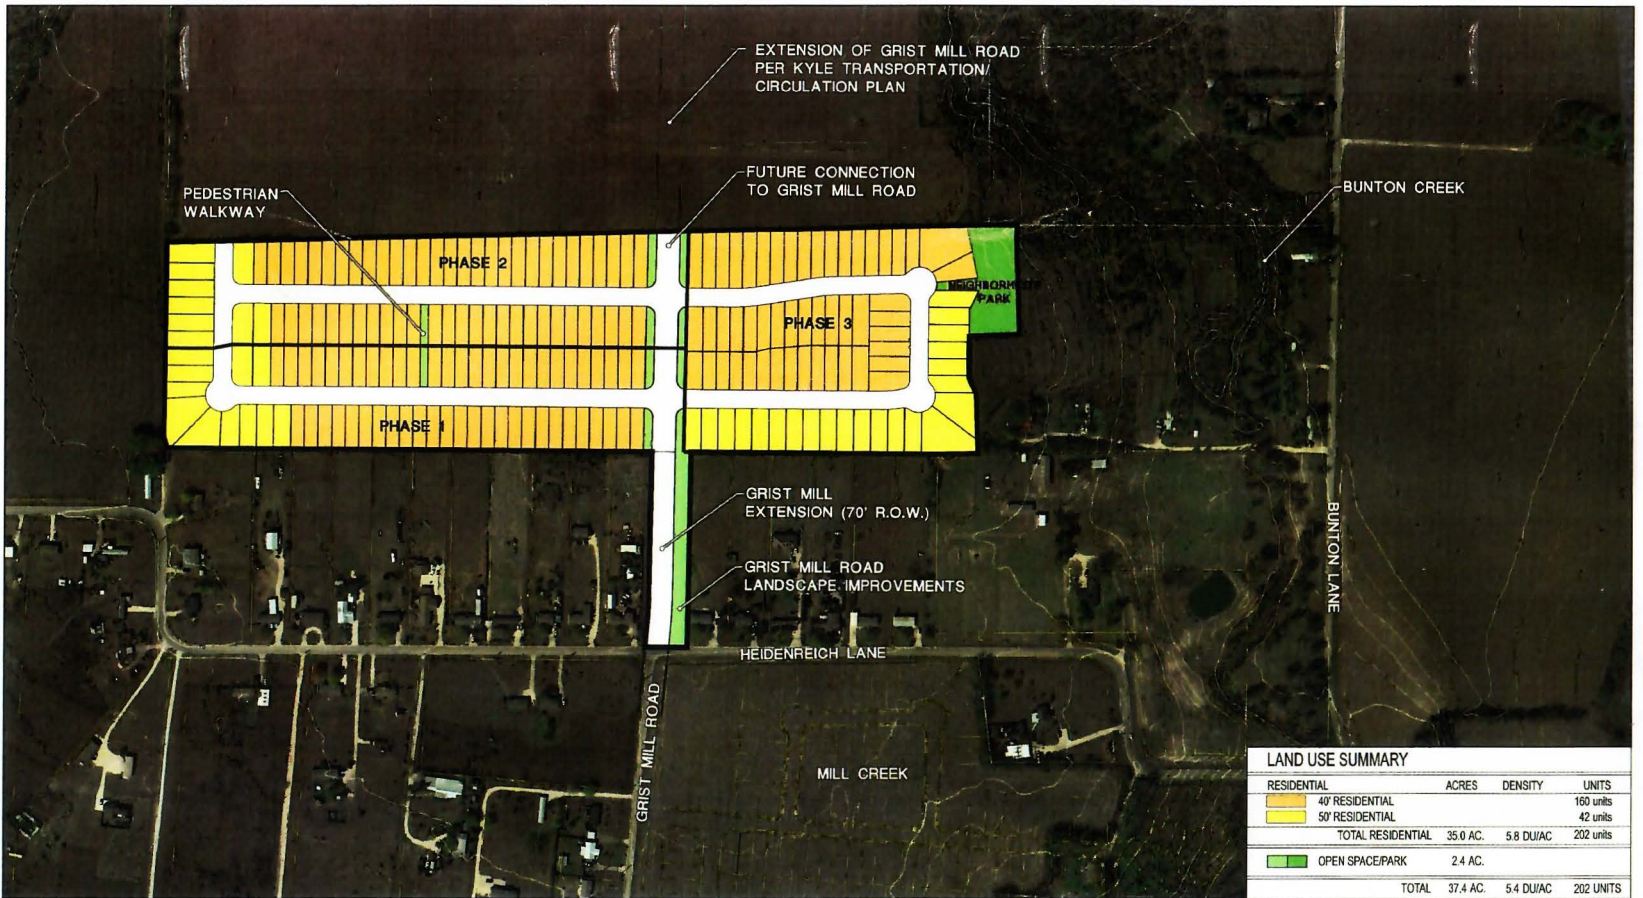 EXTENSION OF GRIST MILL ROAD
PER KYLE TRANSPORTATION/
CIRCULATION PLAN
FUTURE CONNECTION
TO GRIST MILL ROAD
PEDESTRIAN
WALKWAY
BUNTON CREEK
PHASE 2
NEIGHBORHOOD
PARK
PHASE 3
PHASE 1
GRIST MILL
EXTENSION (70' R.O.W.)
GRIST MILL ROAD
LANDSCAPE IMPROVEMENTS
BUNTON LANE
HEIDENREICH LANE
GRIST MILL ROAD
MILL CREEK
LAND USE SUMMARY
RESIDENTIAL ACRES DENSITY UNITS
40' RESIDENTIAL 160 units
50' RESIDENTIAL 42 units
TOTAL RESIDENTIAL 35.0 AC. 5.8 DU/AC 202 units
OPEN SPACE/PARK 2.4 AC.
TOTAL 37.4 AC. 5.4 DU/AC 202 UNITS